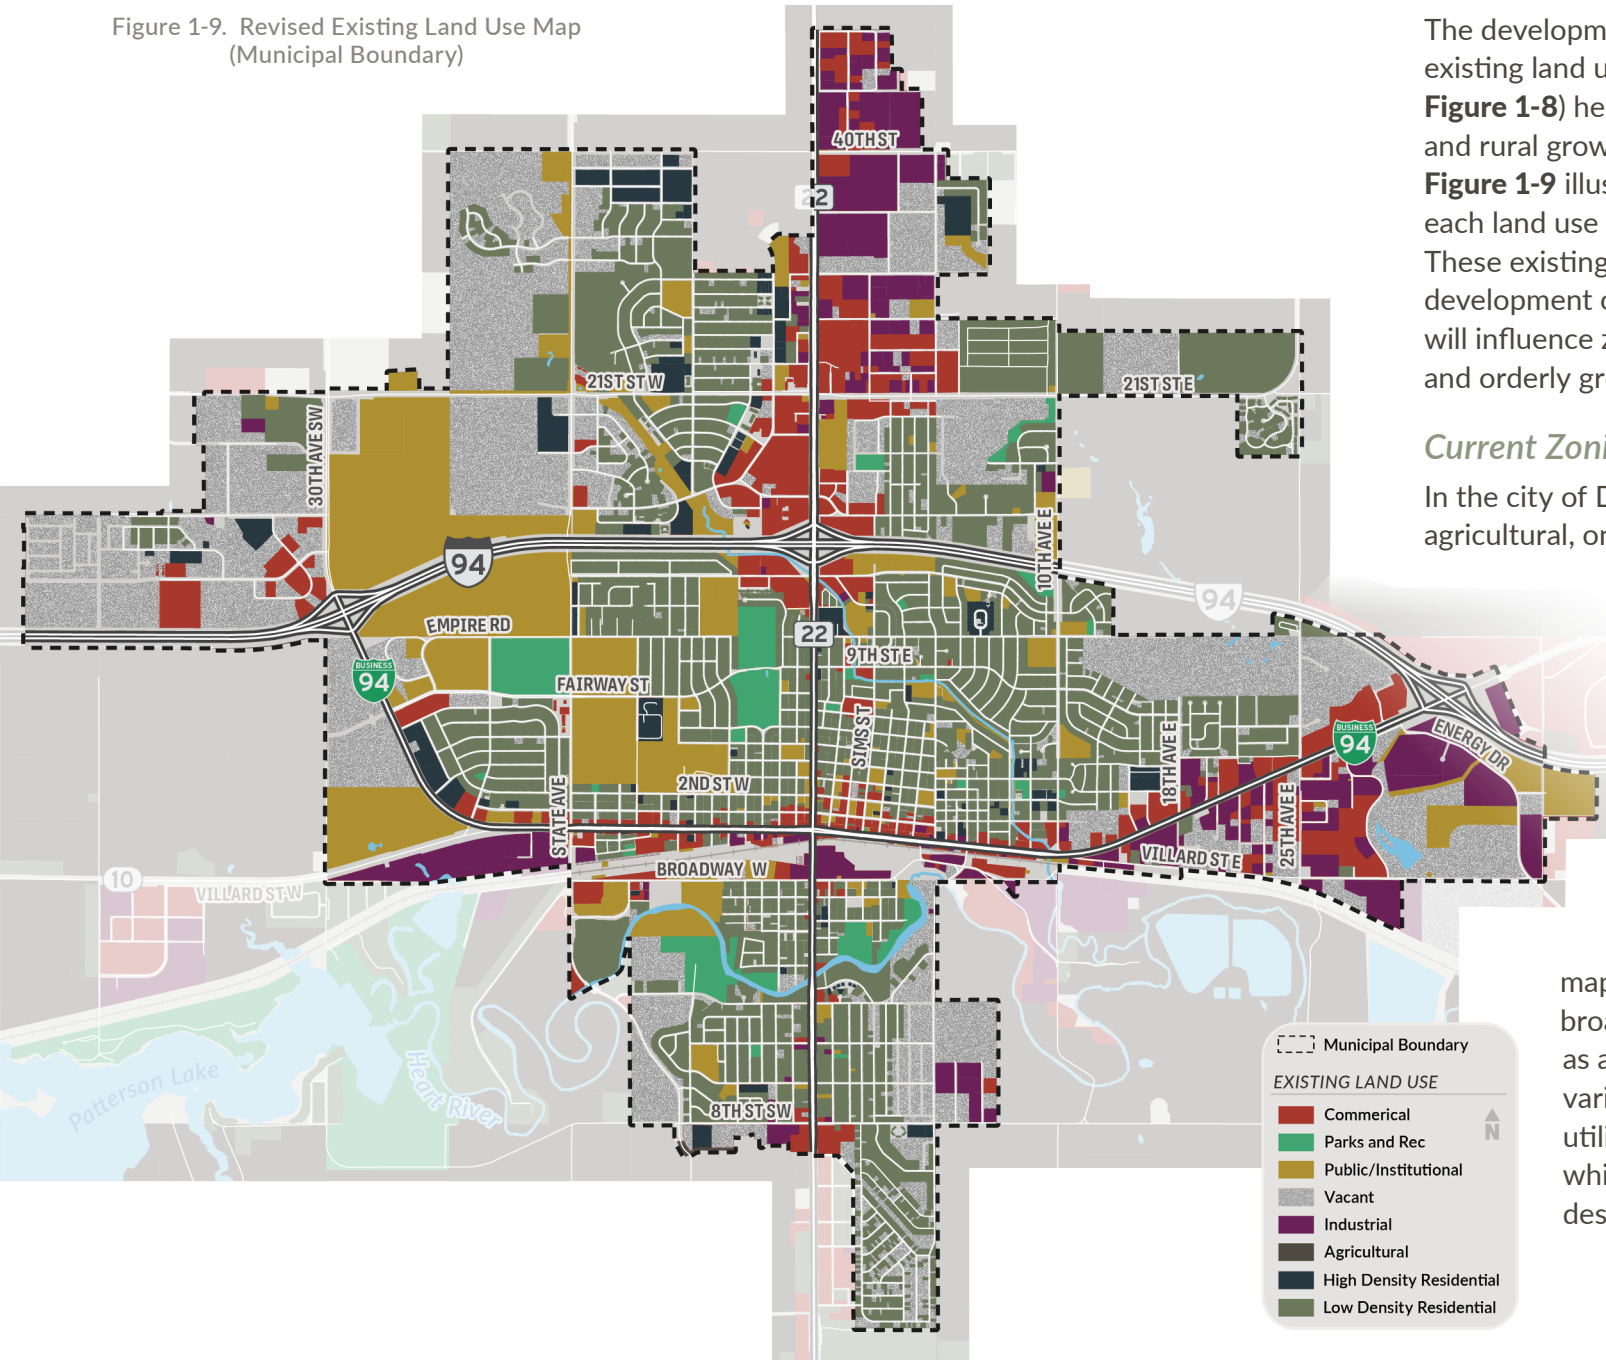 Figure 1-9. Revised Existing Land Use Map
(Municipal Boundary)
The developm
existing land u
Figure 1-8) he
and rural grow
Figure 1-9 illus
each land use
These existing
development o
will influence z
and orderly gr
Current Zoni
In the city of D
agricultural, or
40TH ST
22
21ST ST W
21ST ST E
30TH AVE SW
10TH AVE E
94
94
EMPIRE RD
22
9TH ST E
BUSINESS
94
FAIRWAY ST
SIMS ST
18TH AVE E
BUSINESS
94
ENERGY DR
2ND ST W
STATE AVE
25TH AVE E
VILLARD ST E
BROADWAY W
10
VILLARD ST W
Patterson Lake
Heart River
8TH ST SW
map
bro
as a
vari
utili
whi
des
Municipal Boundary
EXISTING LAND USE
Commerical
Parks and Rec
Public/Institutional
Vacant
Industrial
Agricultural
High Density Residential
Low Density Residential
N